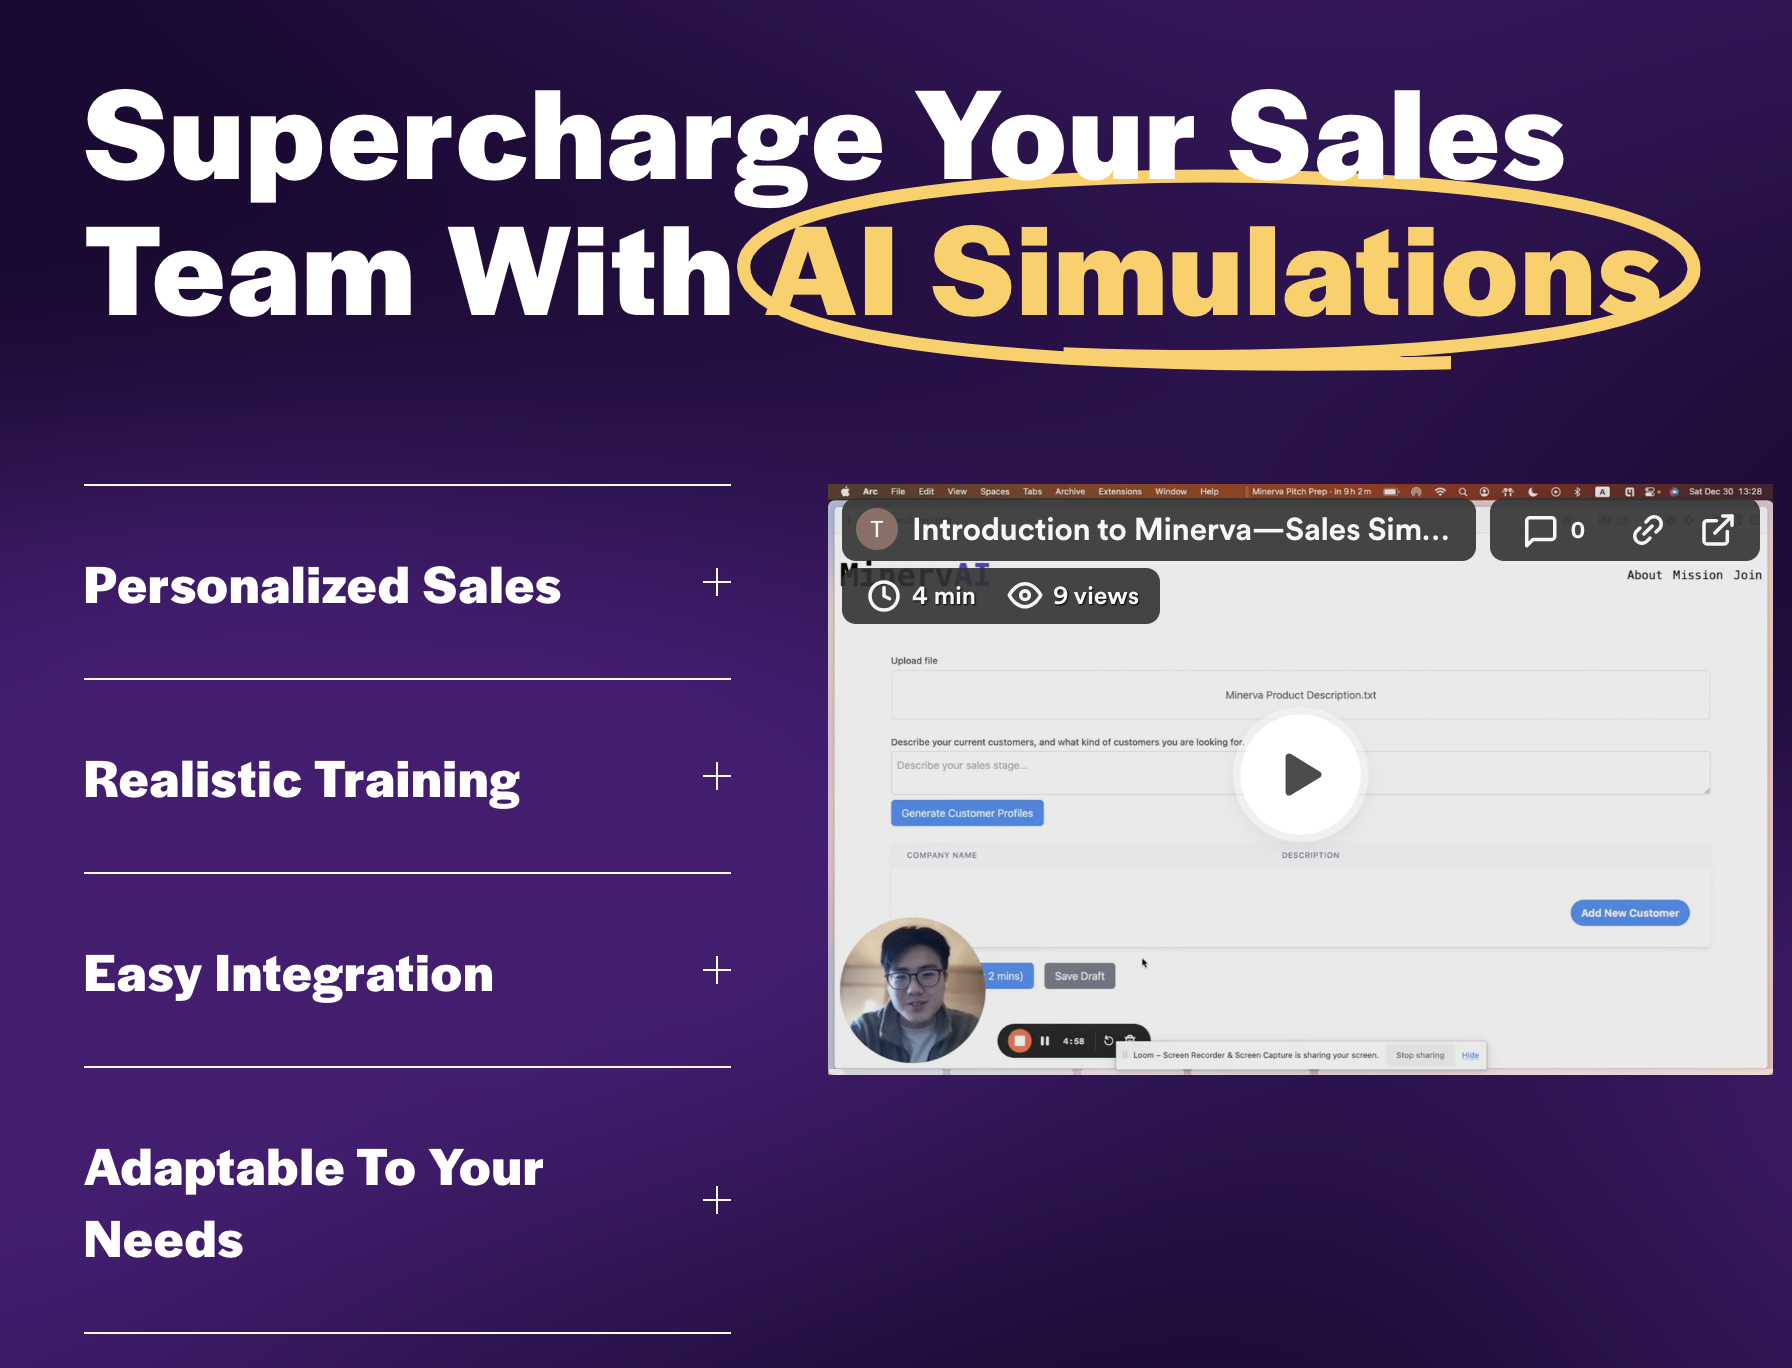 Supercharge Your Sales
Team With AI Simulations
Personalized Sales
Realistic Training
Easy Integration
Adaptable To Your
Needs
Arc File Edit View Spaces Tabs Archive Extensions Window Help Minerva Pitch Prep · in 9 h 2 m A Sat Dec 30 13:28
T Introduction to Minerva—Sales Sim... 0
MinervAI
About Mission Join
4 min 9 views
Upload file
Minerva Product Description.txt
Describe your current customers, and what kind of customers you are looking for.
Describe your sales stage...
Generate Customer Profiles
COMPANY NAME DESCRIPTION
Add New Customer
2 mins) Save Draft
4:58
Loom – Screen Recorder & Screen Capture is sharing your screen. Stop sharing Hide